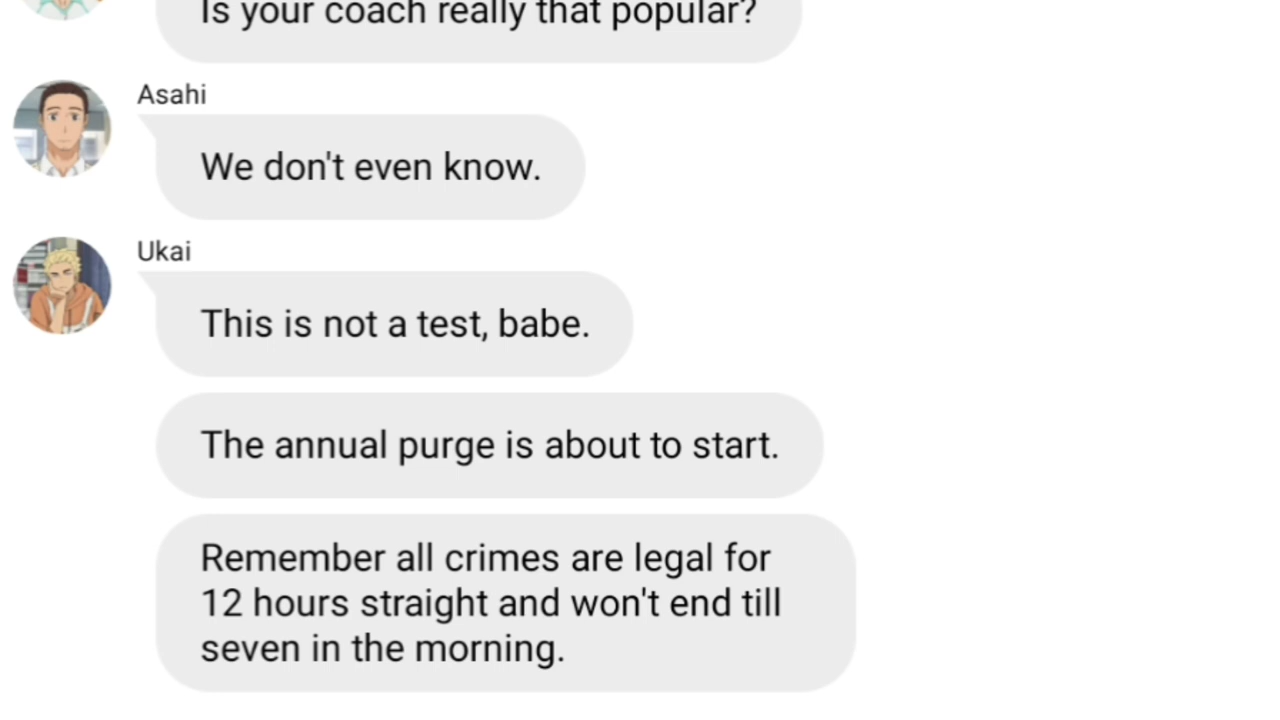 Is your coach really that popular?
Asahi
We don't even know.
Ukai
This is not a test, babe.
The annual purge is about to start.
Remember all crimes are legal for
12 hours straight and won't end till
seven in the morning.